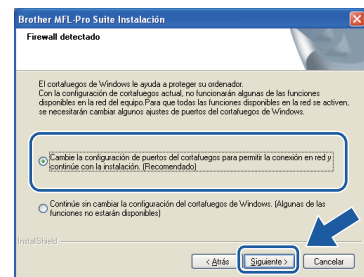 Brother MFL-Pro Suite Instalación
Firewall detectado
El cortafuegos de Windows le ayuda a proteger su ordenador.
Con la configuración de cortafuegos actual, no funcionarán algunas de las funciones
disponibles en la red del equipo.Para que todas las funciones disponibles en la red se activen,
se necesitarán cambiar algunos ajustes de puertos del cortafuegos de Windows.
Cambie la configuración de puertos del cortafuegos para permitir la conexión en red y
continúe con la instalación. (Recomendado)
Continúe sin cambiar la configuración del cortafuegos de Windows. (Algunas de las
funciones no estarán disponibles)
InstallShield
< Atrás Siguiente > Cancelar